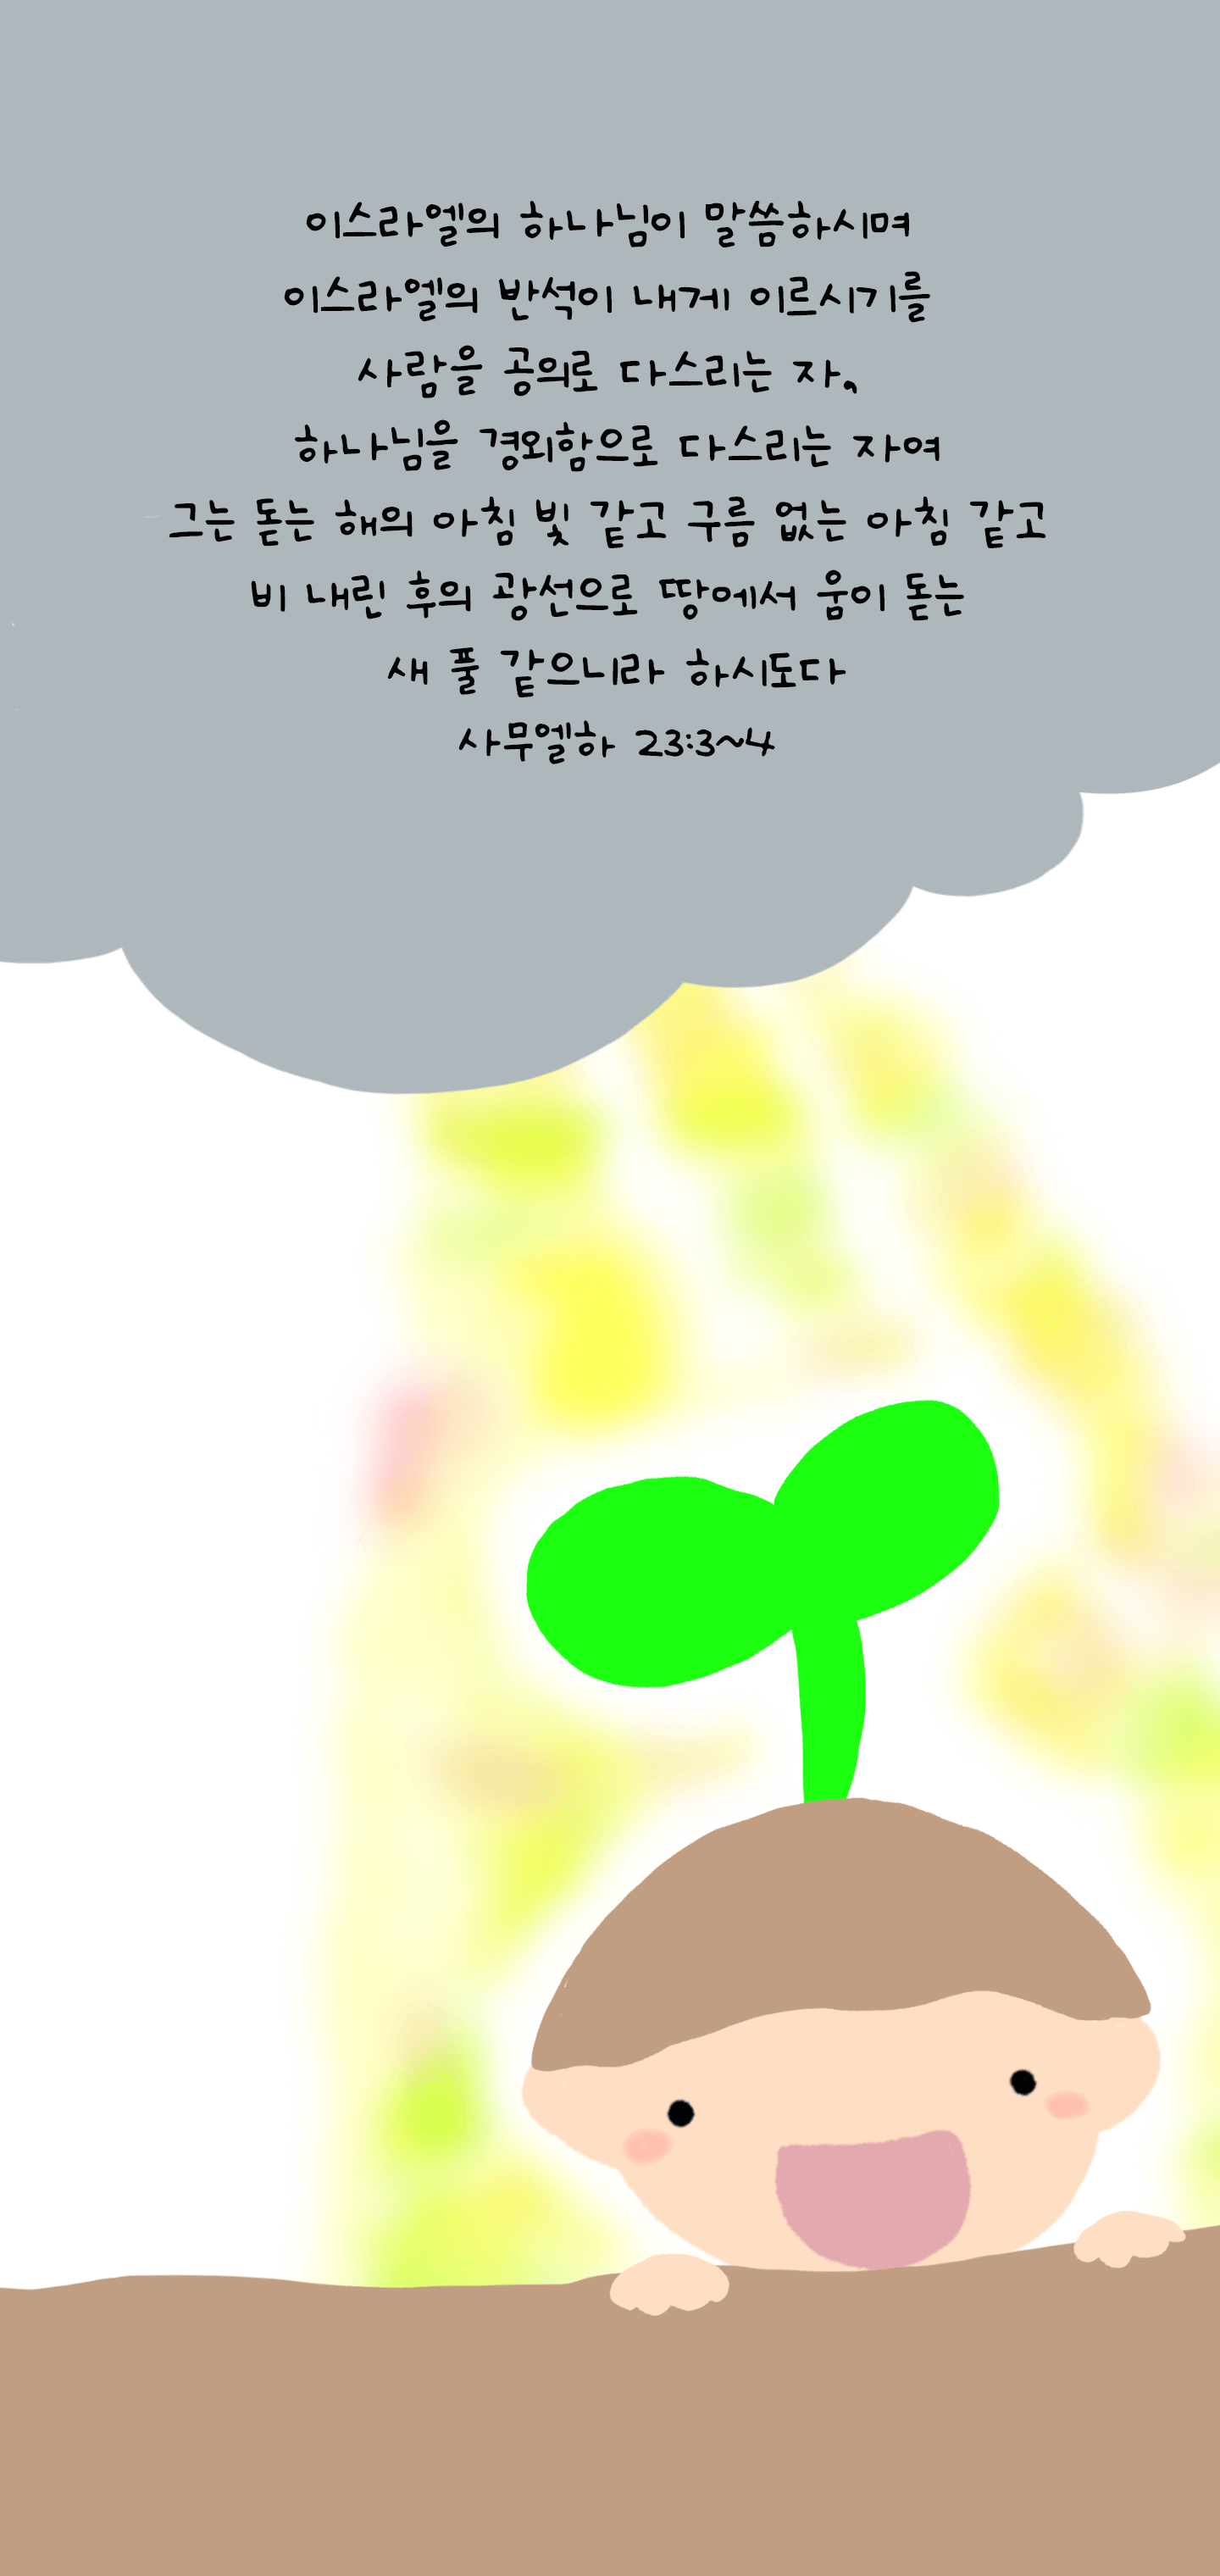 이스라엘의 하나님이 말씀하시며
이스라엘의 반석이 내게 이르시기를
사람을 공의로 다스리는 자,
하나님을 경외함으로 다스리는 자여
그는 돋는 해의 아침 빛 같고 구름 없는 아침 같고
비 내린 후의 광선으로 땅에서 움이 돋는
새 풀 같으니라 하시도다
사무엘하 23:3~4